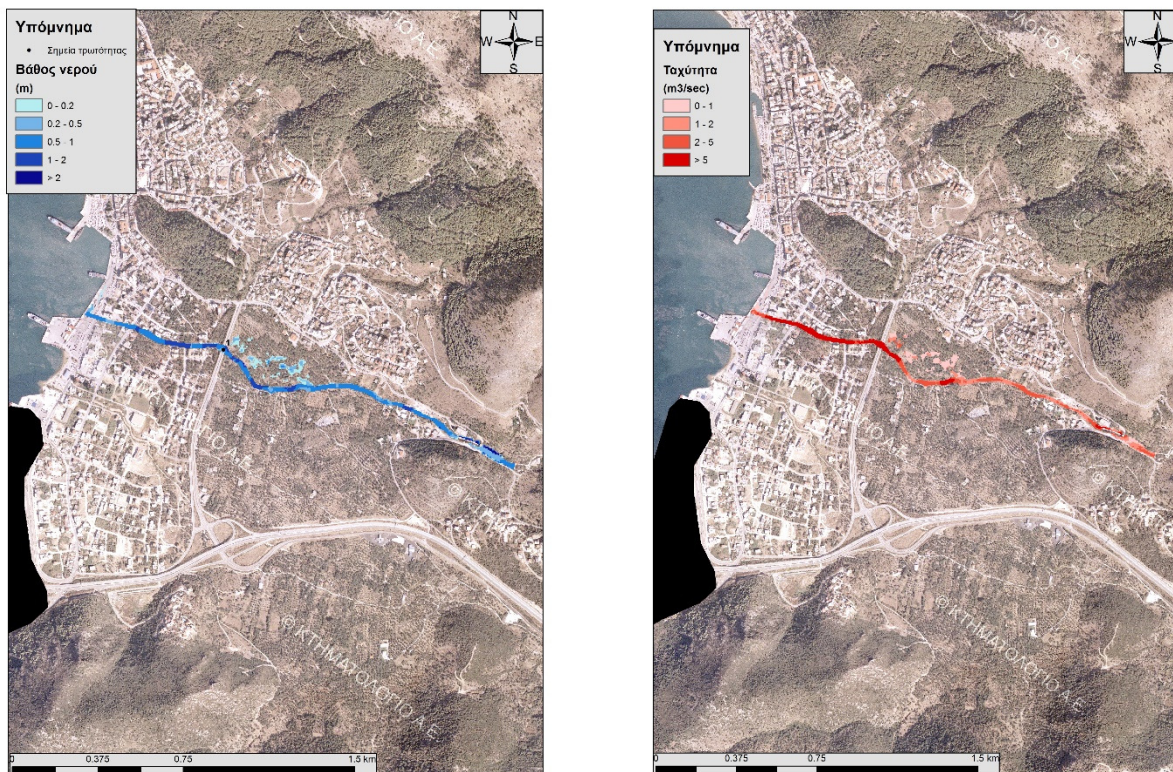 Υπόμνημα
Σημεία τρωτότητας
Βάθος νερού
(m)
0 - 0.2
0.2 - 0.5
0.5 - 1
1 - 2
> 2
N
W E
S
© ΚΤΗΜΑΤΟΛΟΓΙΟ Α.Ε.
0 0.375 0.75 1.5 km
Υπόμνημα
Ταχύτητα
(m3/sec)
0 - 1
1 - 2
2 - 5
> 5
N
W E
S
© ΚΤΗΜΑΤΟΛΟΓΙΟ Α.Ε.
0 0.375 0.75 1.5 km